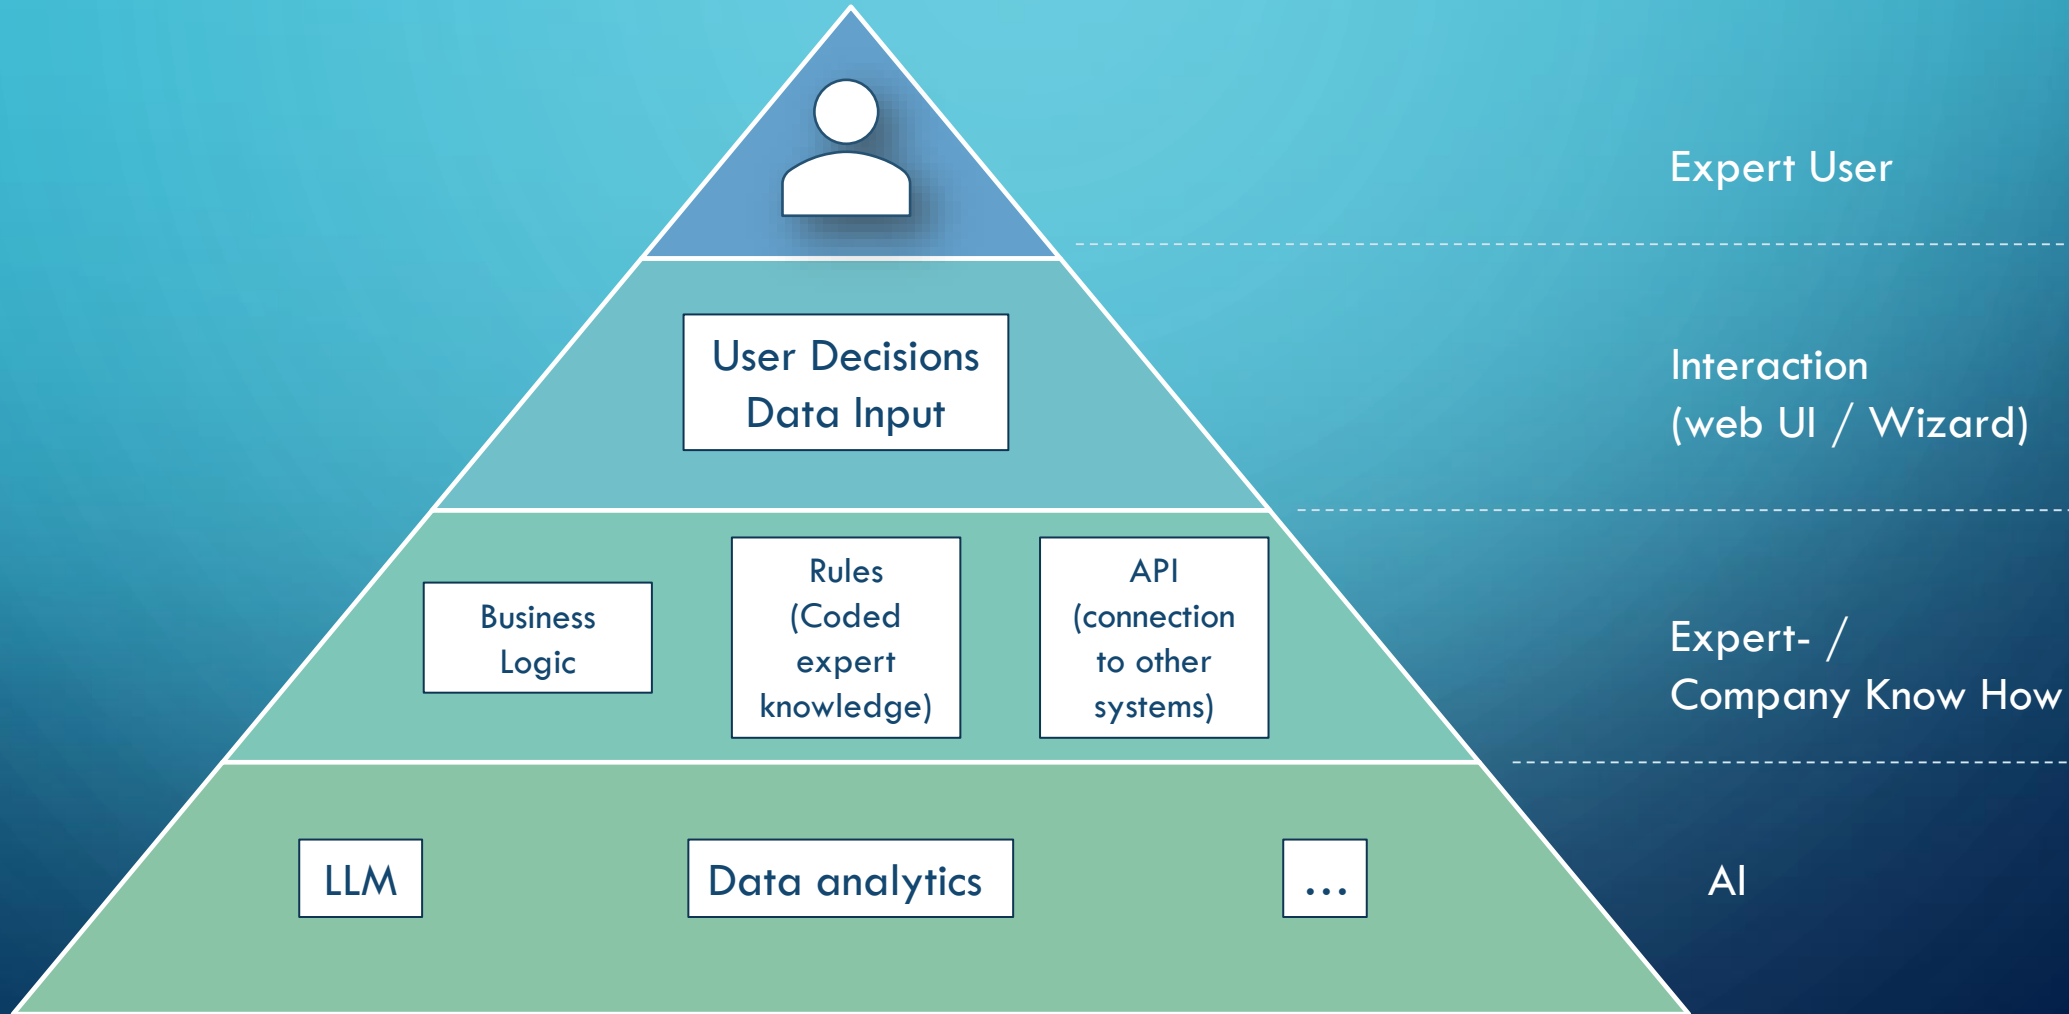 Expert User
User Decisions
Data Input
Interaction
(web UI / Wizard)
Business
Logic
Rules
(Coded
expert
knowledge)
API
(connection
to other
systems)
Expert- /
Company Know How
LLM
Data analytics
...
AI